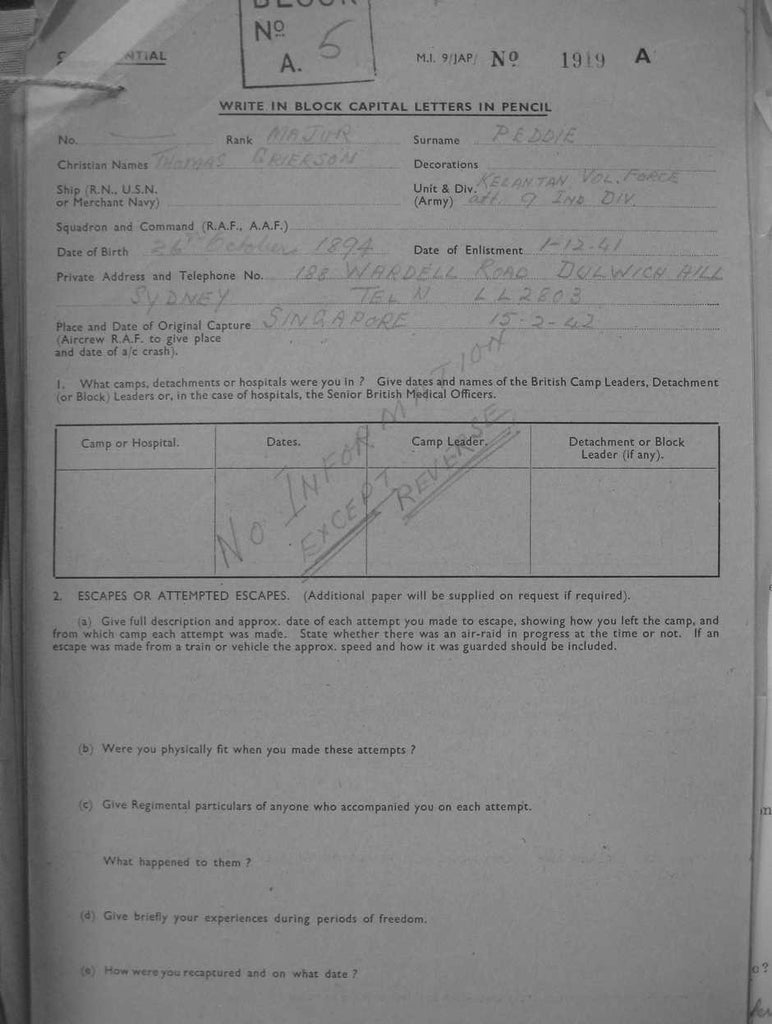 BLOCK
Nº
A. 5
NTIAL
M.I. 9/JAP/ Nº 1919 A
WRITE IN BLOCK CAPITAL LETTERS IN PENCIL
No. Rank MAJOR Surname PEDDIE
Christian Names THOMAS GRIERSON Decorations
Ship (R.N., U.S.N. or Merchant Navy) Unit & Div. (Army) KELANTAN VOL. FORCE att. 9 IND DIV.
Squadron and Command (R.A.F., A.A.F.)
Date of Birth 26th October 1894 Date of Enlistment 1-12-41
Private Address and Telephone No. 188 WARDELL ROAD DULWICH HILL
SYDNEY TEL N LL2803
Place and Date of Original Capture SINGAPORE 15-2-42
(Aircrew R.A.F. to give place
and date of a/c crash).
1. What camps, detachments or hospitals were you in ? Give dates and names of the British Camp Leaders, Detachment
(or Block) Leaders or, in the case of hospitals, the Senior British Medical Officers.
Camp or Hospital. Dates. Camp Leader. Detachment or Block
Leader (if any).
NO INFORMATION
EXCEPT
REVERSE
2. ESCAPES OR ATTEMPTED ESCAPES. (Additional paper will be supplied on request if required).
(a) Give full description and approx. date of each attempt you made to escape, showing how you left the camp, and
from which camp each attempt was made. State whether there was an air-raid in progress at the time or not. If an
escape was made from a train or vehicle the approx. speed and how it was guarded should be included.
(b) Were you physically fit when you made these attempts ?
(c) Give Regimental particulars of anyone who accompanied you on each attempt.
What happened to them ?
(d) Give briefly your experiences during periods of freedom.
(e) How were you recaptured and on what date ?